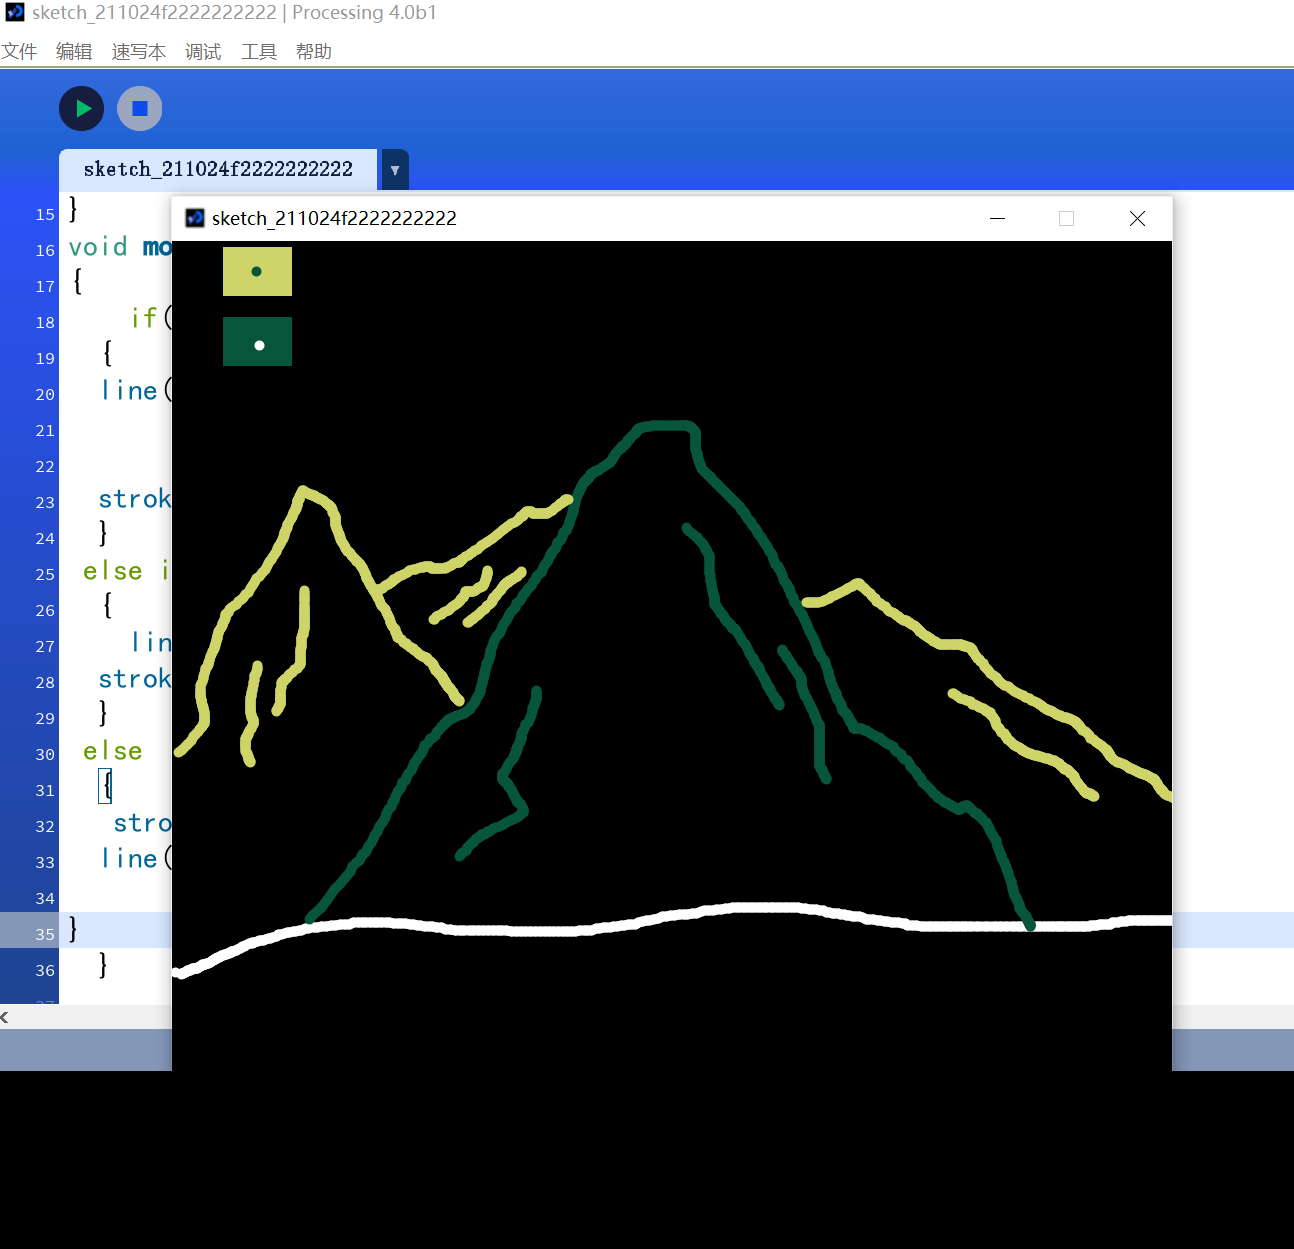 sketch_211024f2222222222 | Processing 4.0b1
文件 编辑 速写本 调试 工具 帮助
sketch_211024f2222222222 ▼
sketch_211024f2222222222
15 }
16 void mo
17 {
18 if(
19 {
20 line(
21
22
23 strok
24 }
25 else i
26 {
27 lin
28 strok
29 }
30 else
31 {
32 stro
33 line(
34
35 }
36 }